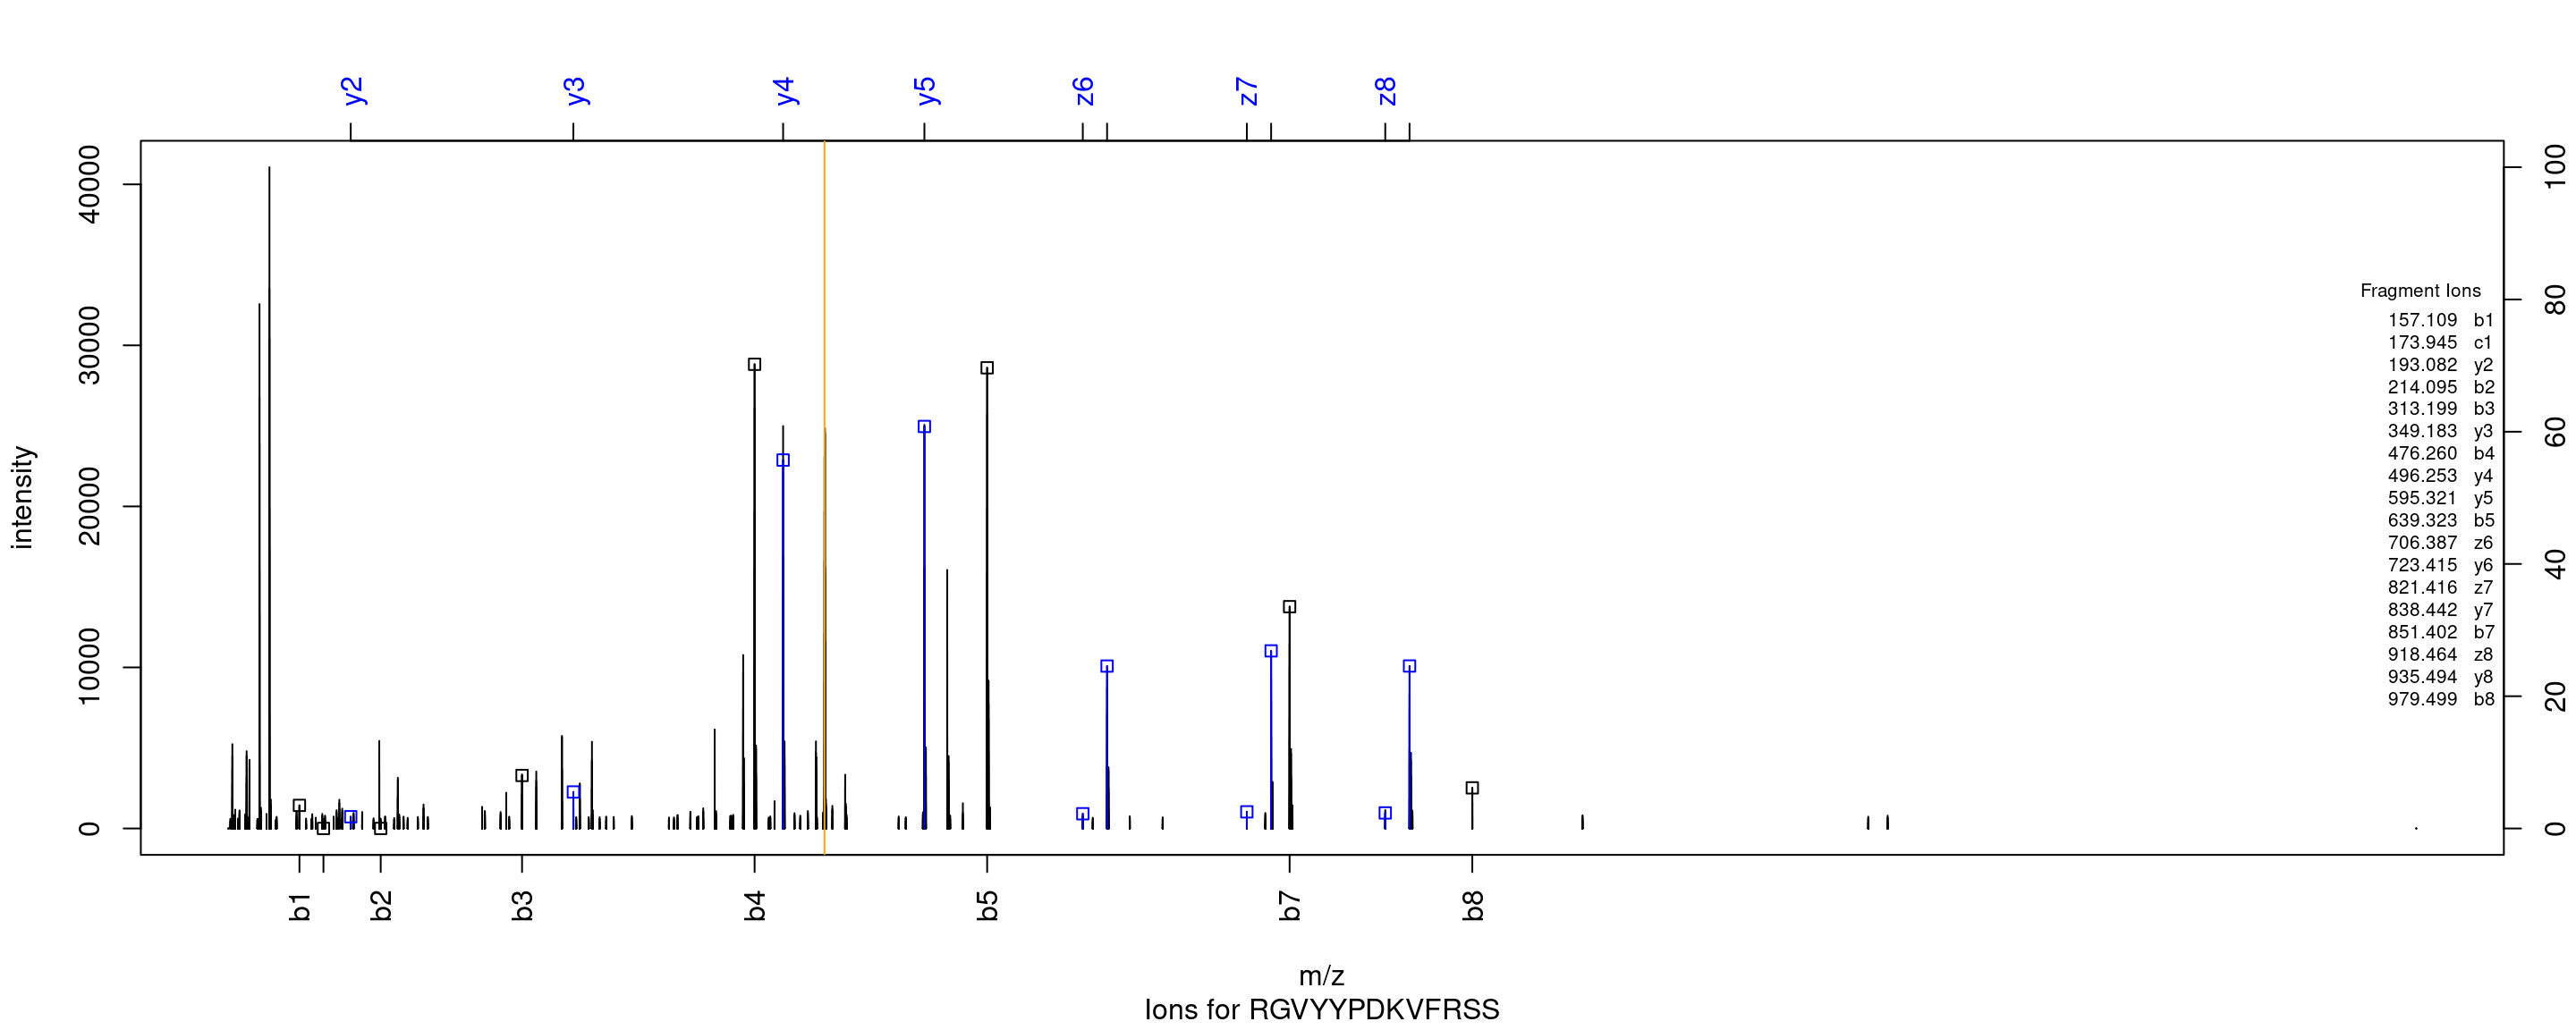 y2 y3 y4 y5 z6 z7 z8
40000
30000
20000
10000
0
intensity
100
80
60
40
20
0
Fragment Ions
157.109 b1
173.945 c1
193.082 y2
214.095 b2
313.199 b3
349.183 y3
476.260 b4
496.253 y4
595.321 y5
639.323 b5
706.387 z6
723.415 y6
821.416 z7
838.442 y7
851.402 b7
918.464 z8
935.494 y8
979.499 b8
b1 b2 b3 b4 b5 b7 b8
m/z
Ions for RGVYYPDKVFRSS